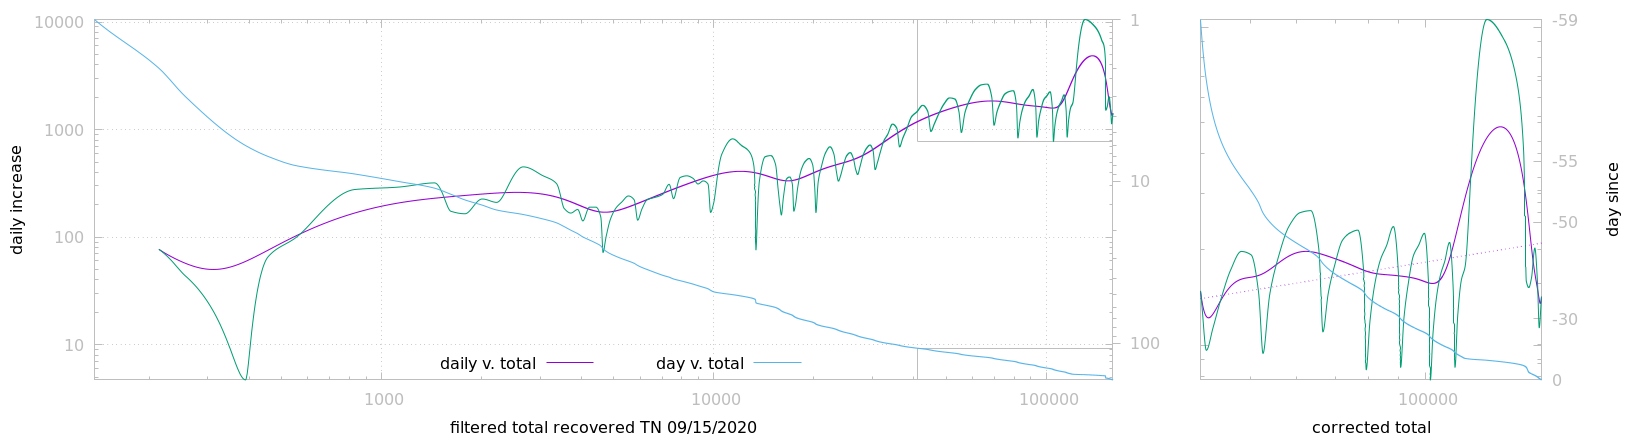 10000
1000
100
10
daily increase
1
10
100
daily v. total
day v. total
1000
10000
100000
filtered total recovered TN 09/15/2020
-59
-55
-50
-30
0
day since
100000
corrected total